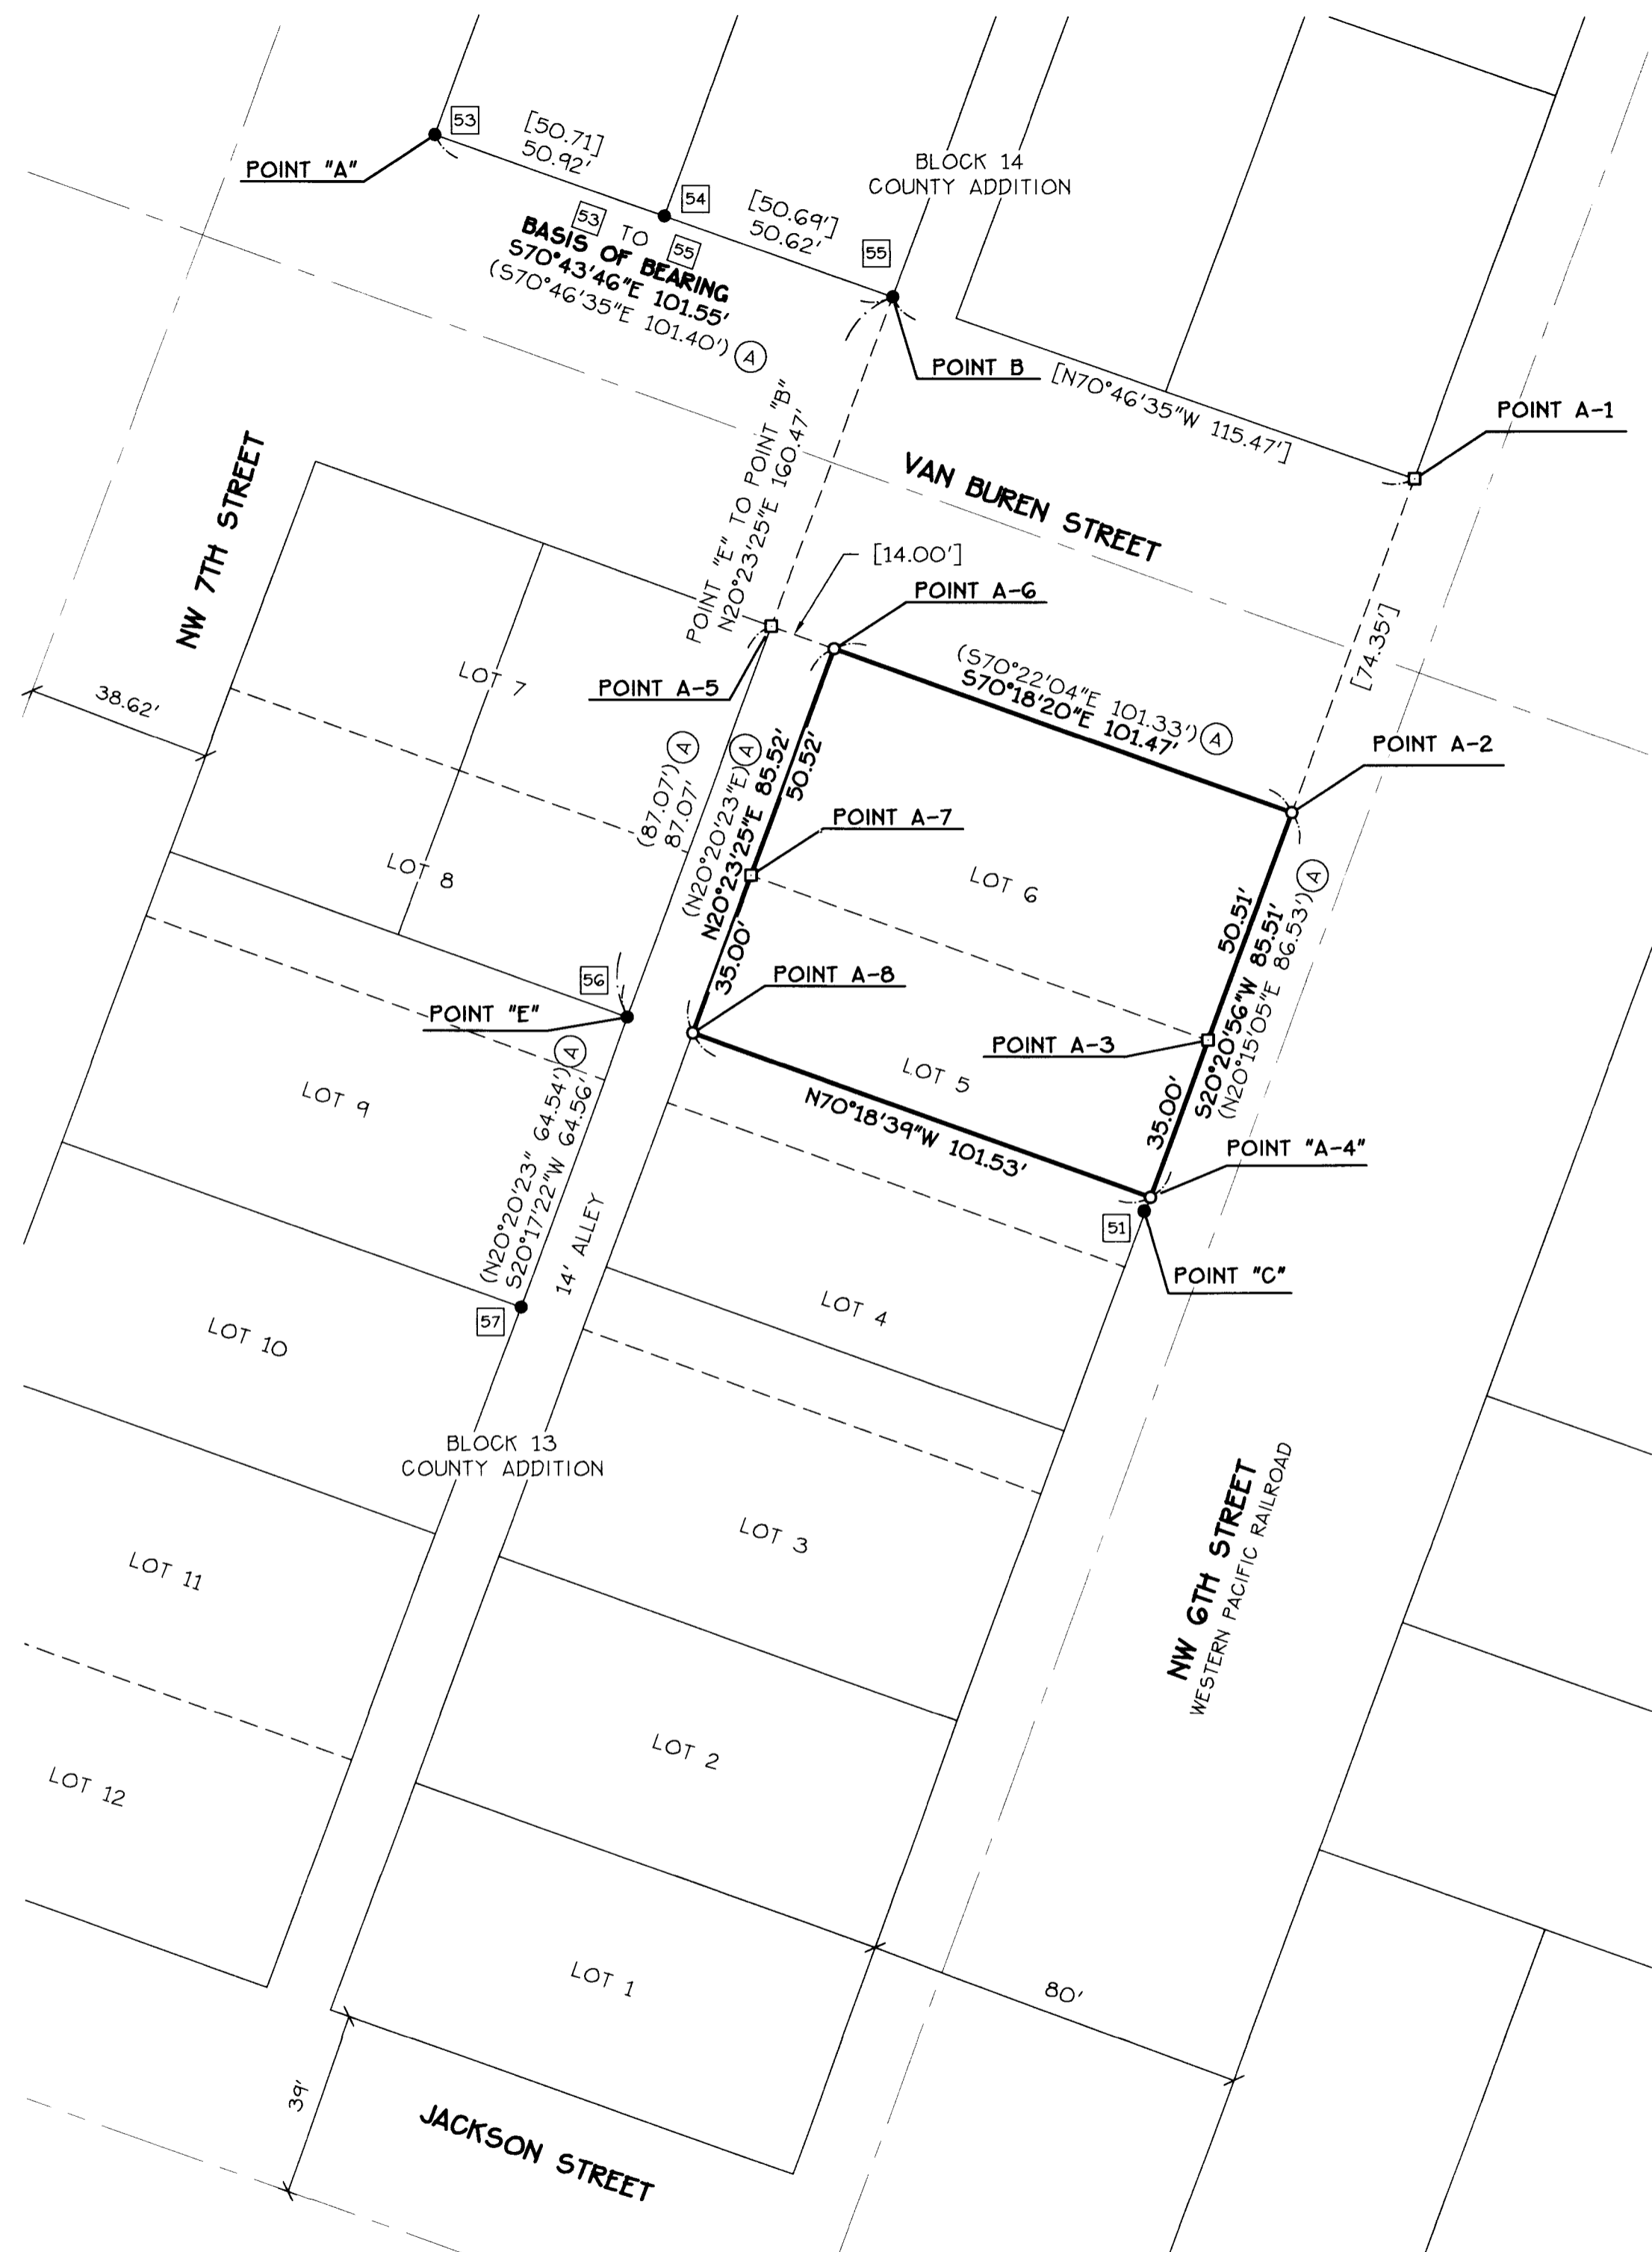 53
[50.71]
50.92'
POINT "A"
54
[50.69']
50.62'
55
BLOCK 14
COUNTY ADDITION
53 TO 55
BASIS OF BEARING
S70°43'46"E 101.55'
(S70°46'35"E 101.40') A
POINT B
[N70°46'35"W 115.47']
POINT A-1
POINT "E" TO POINT "B"
N20°23'25"E 160.47'
VAN BUREN STREET
NW 7TH STREET
[14.00']
POINT A-6
[74.35']
(S70°22'04"E 101.33') A
S70°18'20"E 101.47'
LOT 7
POINT A-5
38.62'
POINT A-2
(87.07') A
87.07'
(N20°20'23"E) A
N20°23'25"E 85.52'
50.52'
POINT A-7
LOT 8
LOT 6
50.51'
S20°20'56"W 85.51'
(N20°15'05"E 86.53') A
35.00'
56
POINT "E"
POINT A-8
POINT A-3
LOT 5
35.00'
N70°18'39"W 101.53'
LOT 9
POINT "A-4"
(N20°20'23" 64.54') A
S20°17'22"W 64.56'
14' ALLEY
51
POINT "C"
57
LOT 10
LOT 4
BLOCK 13
COUNTY ADDITION
LOT 3
LOT 11
NW 6TH STREET
WESTERN PACIFIC RAILROAD
LOT 2
LOT 12
LOT 1
80'
39'
JACKSON STREET